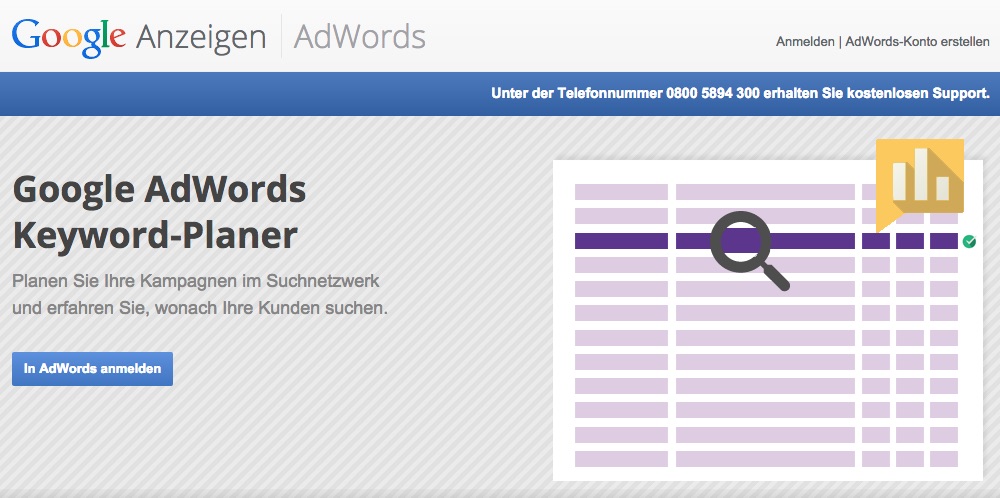 Google Anzeigen | AdWords
Anmelden | AdWords-Konto erstellen
Unter der Telefonnummer 0800 5894 300 erhalten Sie kostenlosen Support.
Google AdWords
Keyword-Planer
Planen Sie Ihre Kampagnen im Suchnetzwerk
und erfahren Sie, wonach Ihre Kunden suchen.
In AdWords anmelden